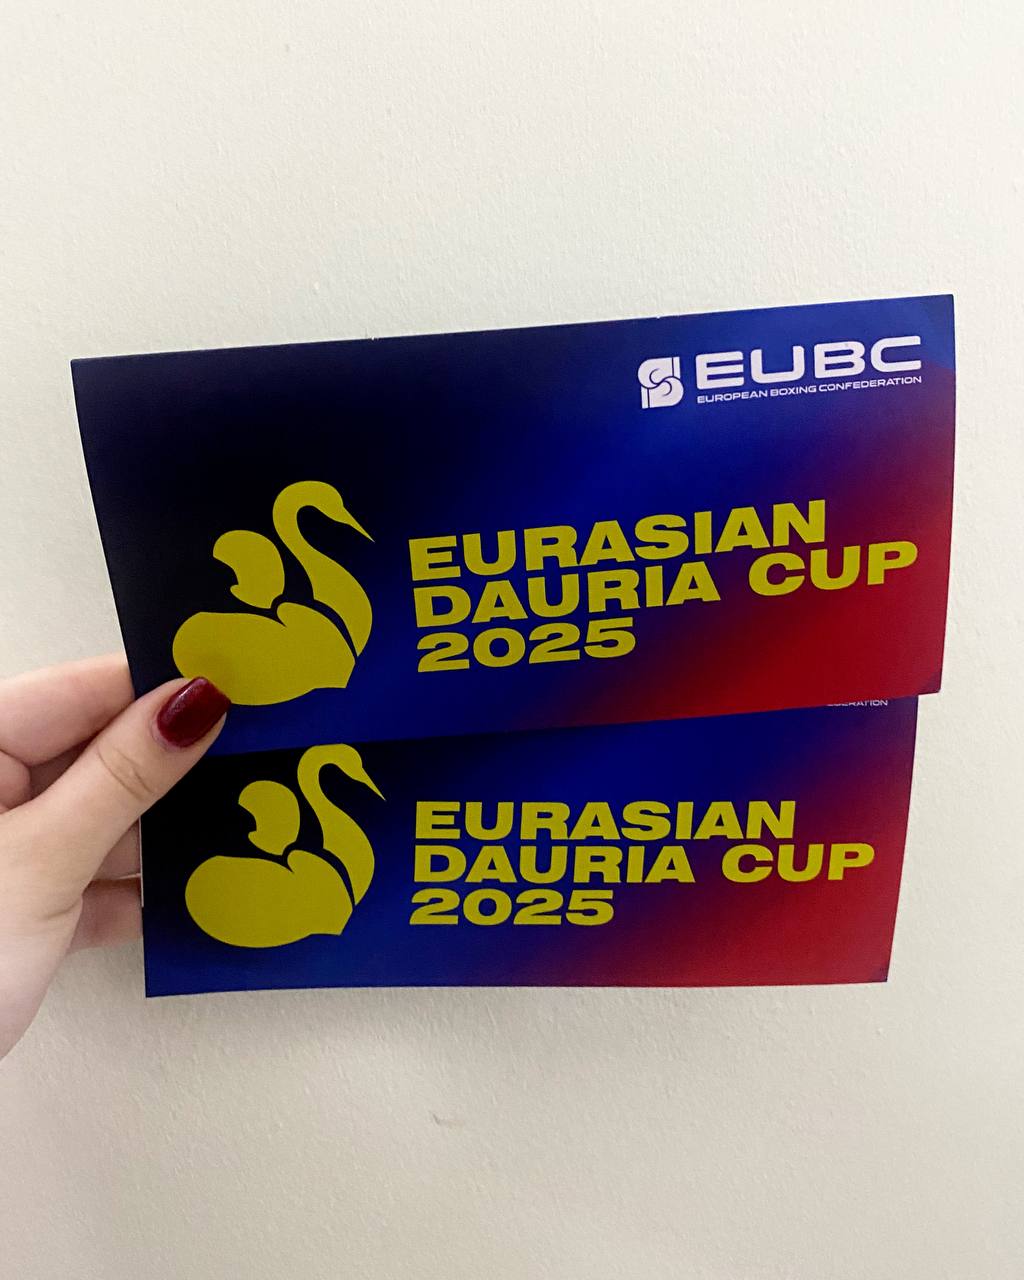 EUBC
EUROPEAN BOXING CONFEDERATION
EURASIAN
DAURIA CUP
2025
EURASIAN
DAURIA CUP
2025